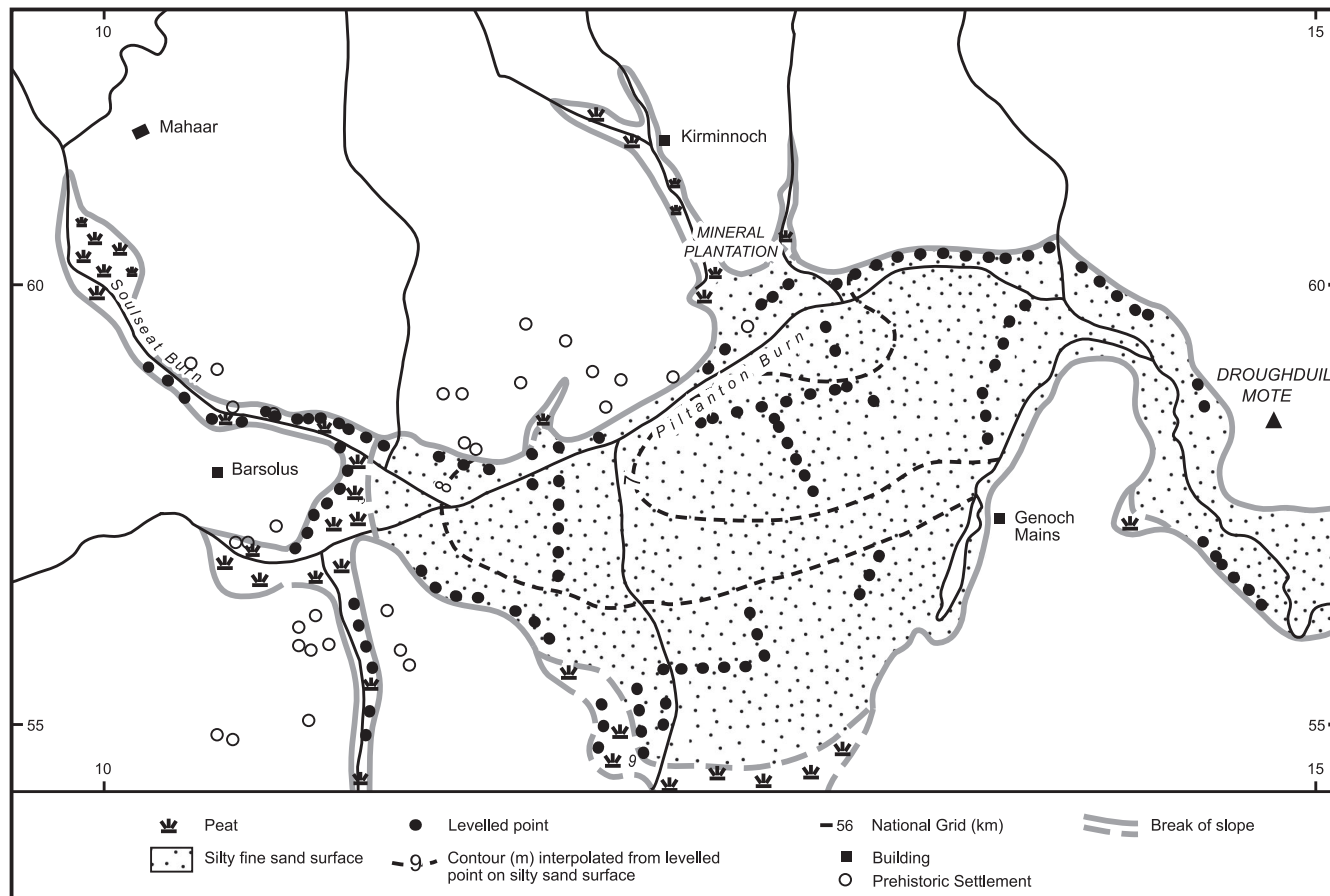 10
15
Mahaar
Kirminnoch
MINERAL
PLANTATION
60
60
Soulseat Burn
Piltanton Burn
DROUGHDUIL
MOTE
Barsolus
8
7
9
Genoch
Mains
55
55
9
10
15
Peat
Levelled point
56 National Grid (km)
Break of slope
Silty fine sand surface
9 Contour (m) interpolated from levelled
point on silty sand surface
Building
Prehistoric Settlement